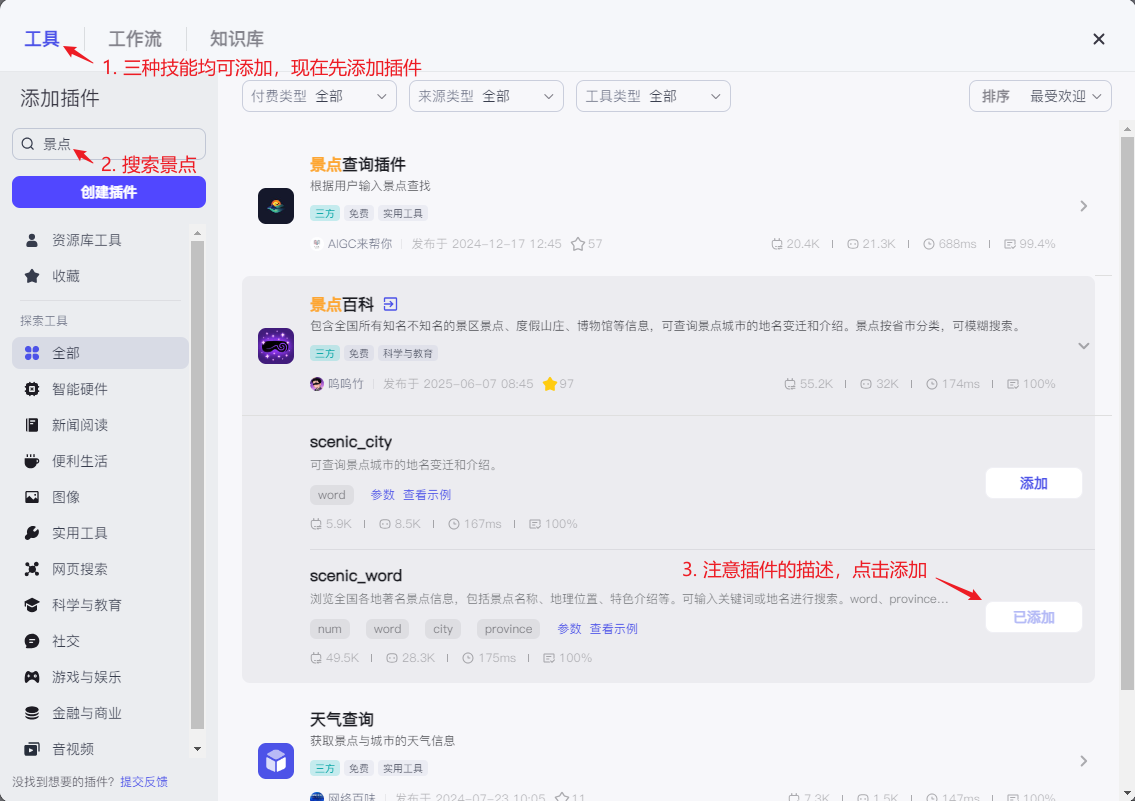 工具 工作流 知识库
1. 三种技能均可添加，现在先添加插件
添加插件
付费类型 全部 来源类型 全部 工具类型 全部 排序 最受欢迎
景点
2. 搜索景点
创建插件
资源库工具
收藏
探索工具
全部
智能硬件
新闻阅读
便利生活
图像
实用工具
网页搜索
科学与教育
社交
游戏与娱乐
金融与商业
音视频
没找到想要的插件？ 提交反馈
景点查询插件
根据用户输入景点查找
三方 免费 实用工具
AIGC来帮你 发布于 2024-12-17 12:45 57 20.4K 21.3K 688ms 99.4%
景点百科
包含全国所有知名不知名的景区景点、度假山庄、博物馆等信息，可查询景点城市的地名变迁和介绍。景点按省市分类，可模糊搜索。
三方 免费 科学与教育
呜呜竹 发布于 2025-06-07 08:45 97 55.2K 32K 174ms 100%
scenic_city
可查询景点城市的地名变迁和介绍。
word 参数 查看示例
添加
5.9K 8.5K 167ms 100%
3. 注意插件的描述，点击添加
scenic_word
浏览全国各地著名景点信息，包括景点名称、地理位置、特色介绍等。可输入关键词或地名进行搜索。word、province...
已添加
num word city province 参数 查看示例
49.5K 28.3K 175ms 100%
天气查询
获取景点与城市的天气信息
三方 免费 实用工具
网络百味 发布于 2024-07-23 10:05 11 7.3K 1.5K 147ms 100%